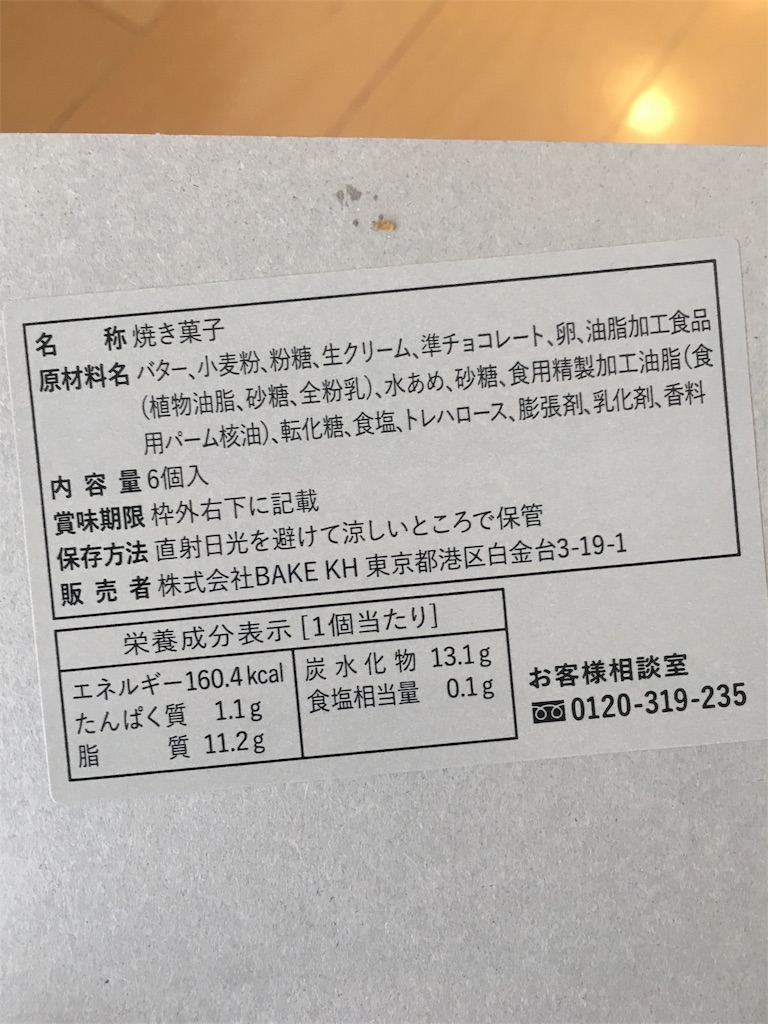 名称 焼き菓子
原材料名 バター、小麦粉、粉糖、生クリーム、準チョコレート、卵、油脂加工食品
(植物油脂、砂糖、全粉乳)、水あめ、砂糖、食用精製加工油脂(食
用パーム核油)、転化糖、食塩、トレハロース、膨張剤、乳化剤、香料
内容量 6個入
賞味期限 枠外右下に記載
保存方法 直射日光を避けて涼しいところで保管
販売者 株式会社BAKE KH 東京都港区白金台3-19-1
栄養成分表示 [1個当たり]
エネルギー160.4kcal
たんぱく質 1.1g
脂質 11.2g
炭水化物 13.1g
食塩相当量 0.1g
お客様相談室
0120-319-235